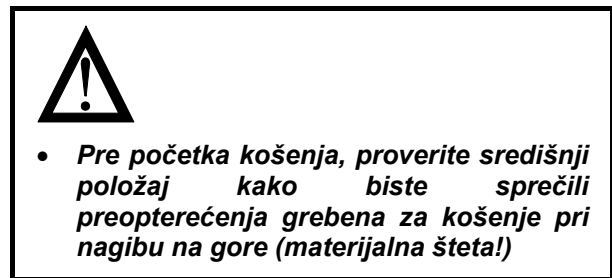 • Pre početka košenja, proverite središnji
položaj kako biste sprečili
preopterećenja grebena za košenje pri
nagibu na gore (materijalna šteta!)